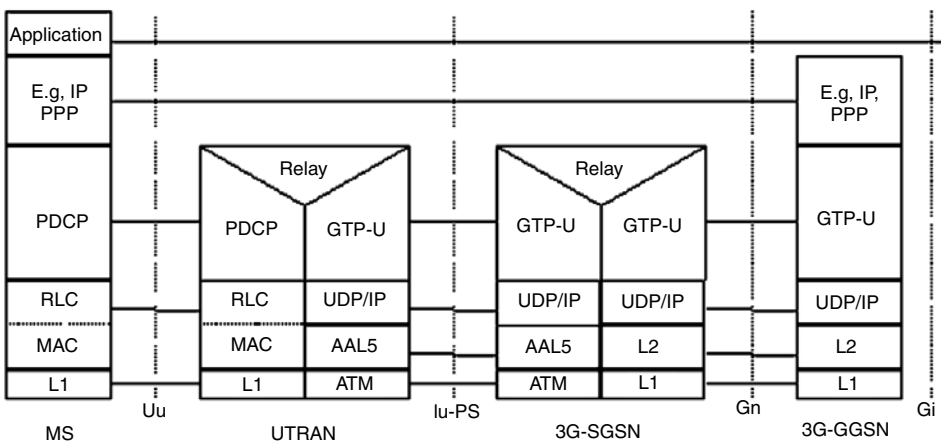 Application
E.g, IP
PPP
E.g, IP,
PPP
Relay
Relay
PDCP
PDCP
GTP-U
GTP-U
GTP-U
GTP-U
RLC
RLC
UDP/IP
UDP/IP
UDP/IP
UDP/IP
MAC
MAC
AAL5
AAL5
L2
L2
L1
L1
ATM
ATM
L1
L1
Uu
Iu-PS
Gn
Gi
MS
UTRAN
3G-SGSN
3G-GGSN